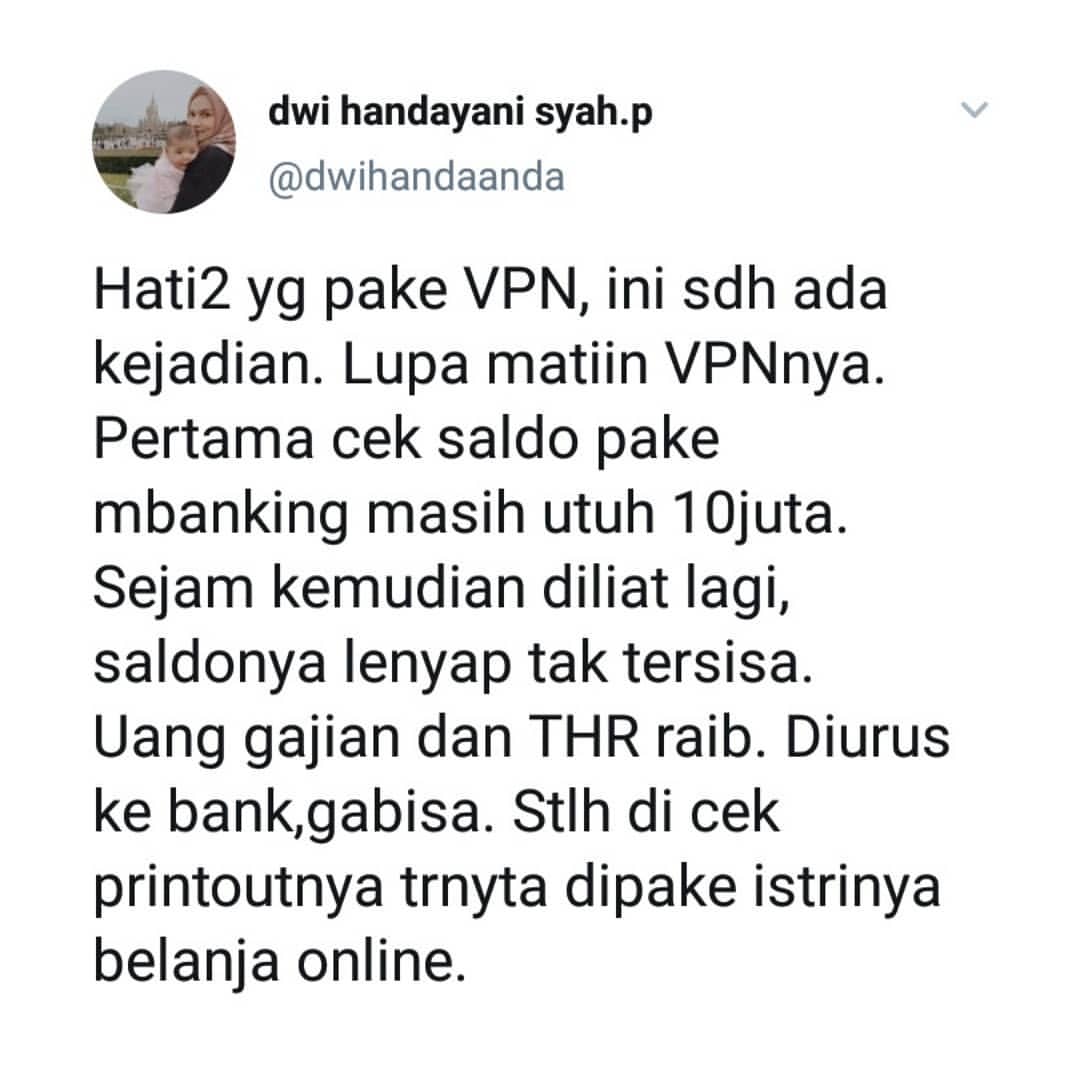 dwi handayani syah.p
@dwihandaanda
Hati2 yg pake VPN, ini sdh ada
kejadian. Lupa matiin VPNnya.
Pertama cek saldo pake
mbanking masih utuh 10juta.
Sejam kemudian diliat lagi,
saldonya lenyap tak tersisa.
Uang gajian dan THR raib. Diurus
ke bank,gabisa. Stlh di cek
printoutnya trnyta dipake istrinya
belanja online.